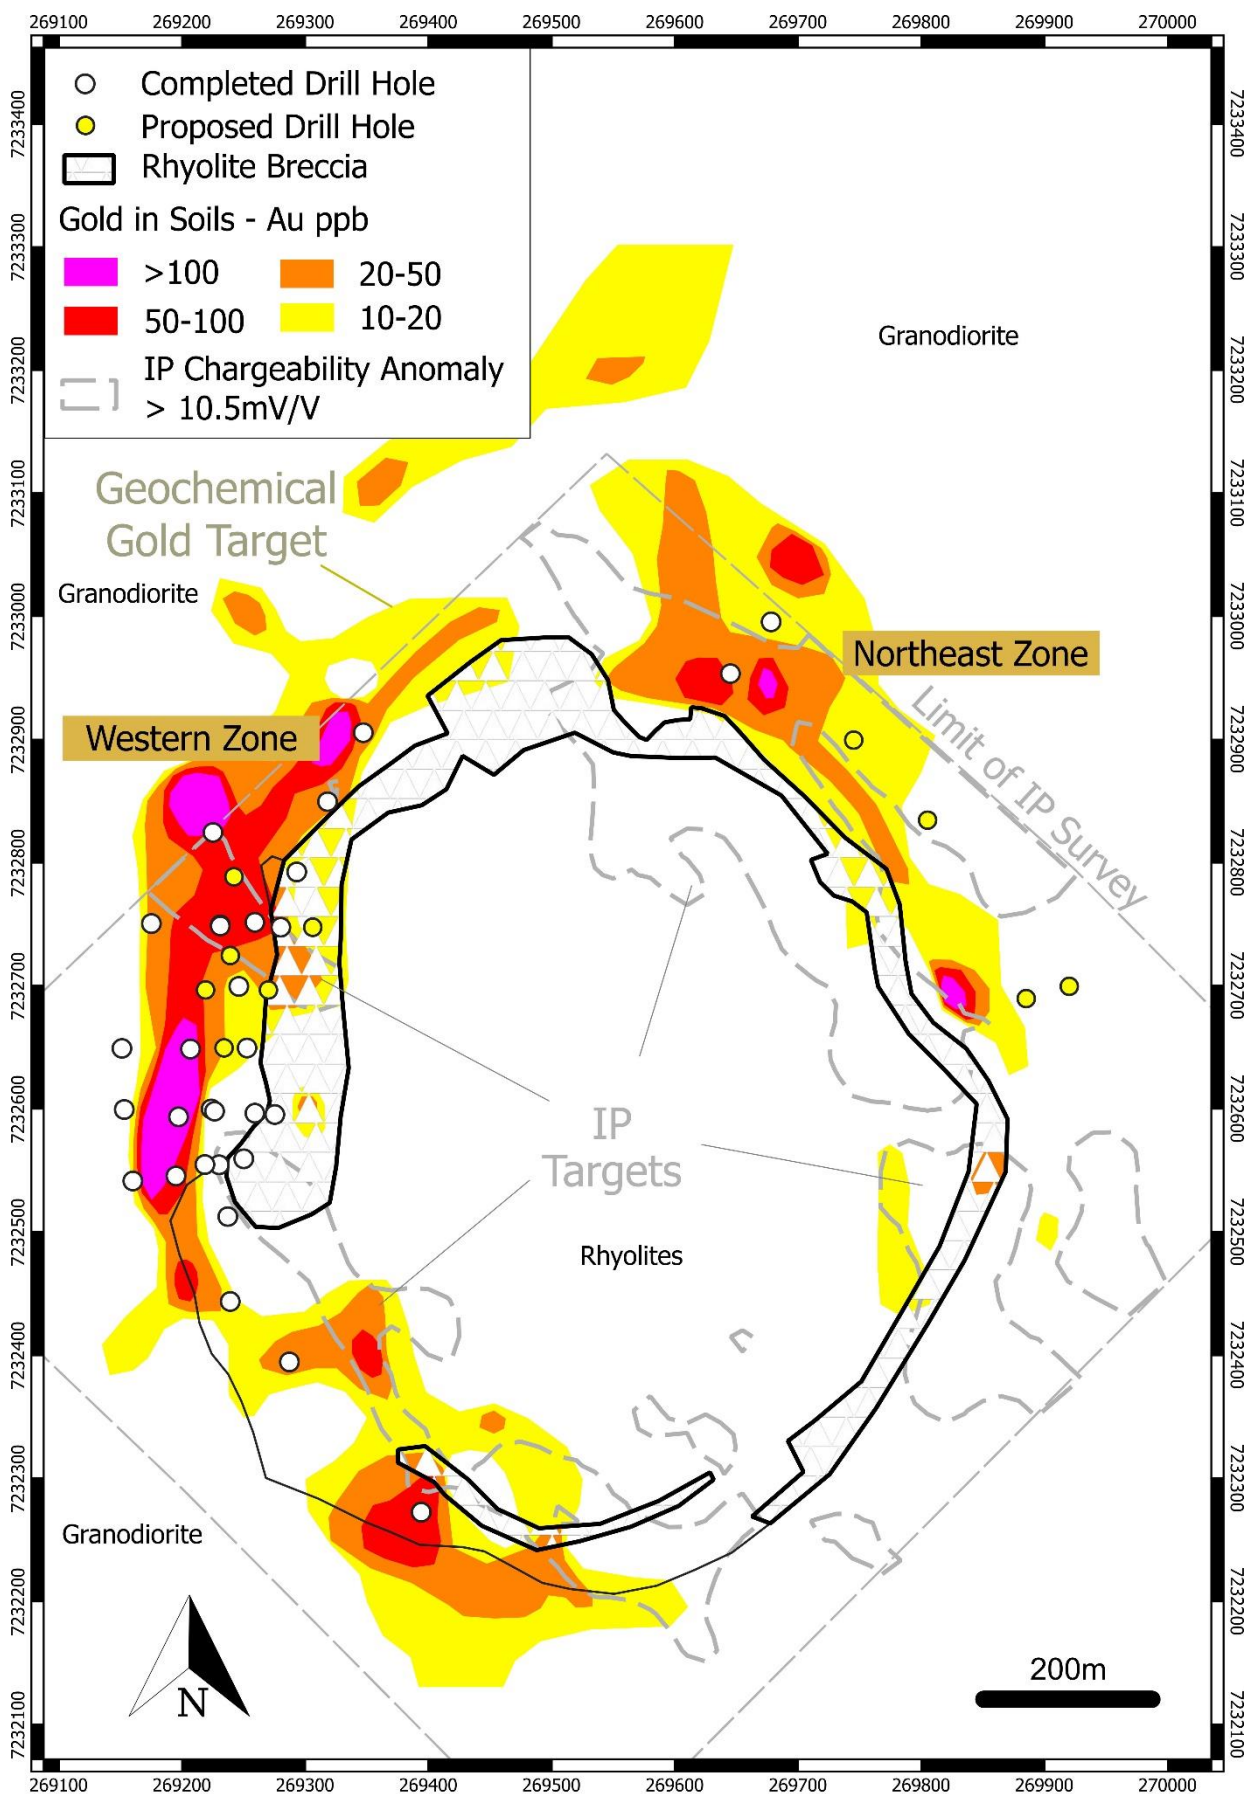 269100 269200 269300 269400 269500 269600 269700 269800 269900 270000
Completed Drill Hole
Proposed Drill Hole
Rhyolite Breccia
Gold in Soils - Au ppb
>100 20-50
50-100 10-20
IP Chargeability Anomaly
> 10.5mV/V
7233400 7233400
7233300 7233300
7233200 7233200
7233100 7233100
7233000 7233000
7232900 7232900
7232800 7232800
7232700 7232700
7232600 7232600
7232500 7232500
7232400 7232400
7232300 7232300
7232200 7232200
7232100 7232100
Granodiorite
Geochemical
Gold Target
Granodiorite
Northeast Zone
Western Zone
Limit of IP Survey
IP
Targets
Rhyolites
Granodiorite
N
200m
269100 269200 269300 269400 269500 269600 269700 269800 269900 270000